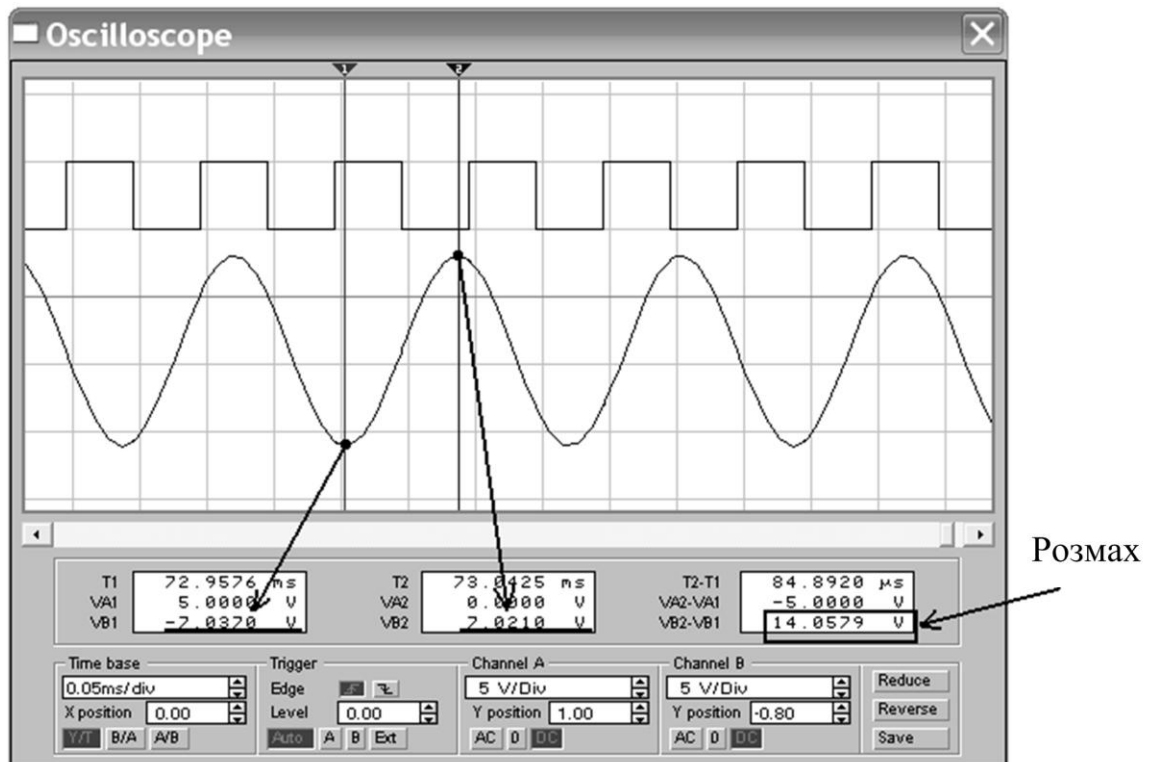 Oscilloscope
1 2
Розмах
T1 72.9576 ms T2 73.0425 ms T2-T1 84.8920 µs
VA1 5.0000 V VA2 0.0000 V VA2-VA1 -5.0000 V
VB1 -7.0370 V VB2 7.0210 V VB2-VB1 14.0579 V
Time base Trigger Channel A Channel B
0.05ms/div Edge 5 V/Div 5 V/Div Reduce
X position 0.00 Level 0.00 Y position 1.00 Y position -0.80 Reverse
Y/T B/A A/B Auto A B Ext AC 0 DC AC 0 DC Save